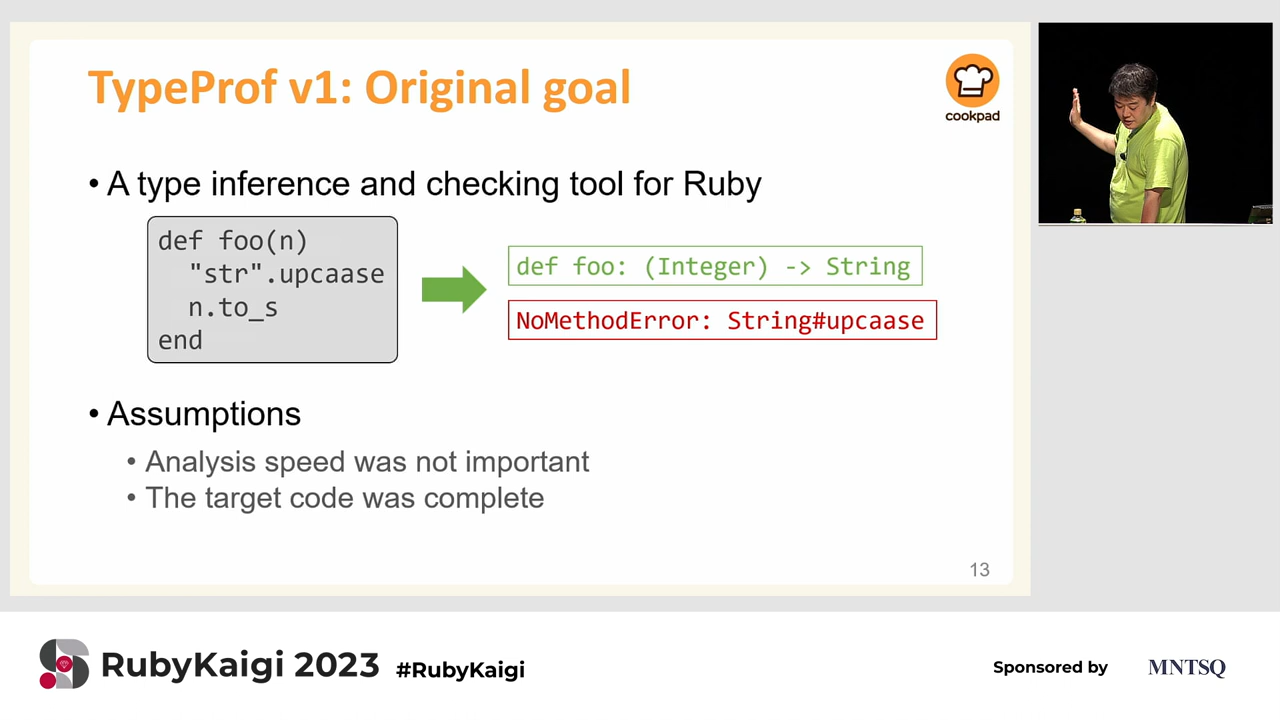 TypeProf v1: Original goal
cookpad
• A type inference and checking tool for Ruby
def foo(n)
"str".upcaase
n.to_s
end
def foo: (Integer) -> String
NoMethodError: String#upcaase
• Assumptions
• Analysis speed was not important
• The target code was complete
13
RubyKaigi 2023 #RubyKaigi
Sponsored by MNTSQ